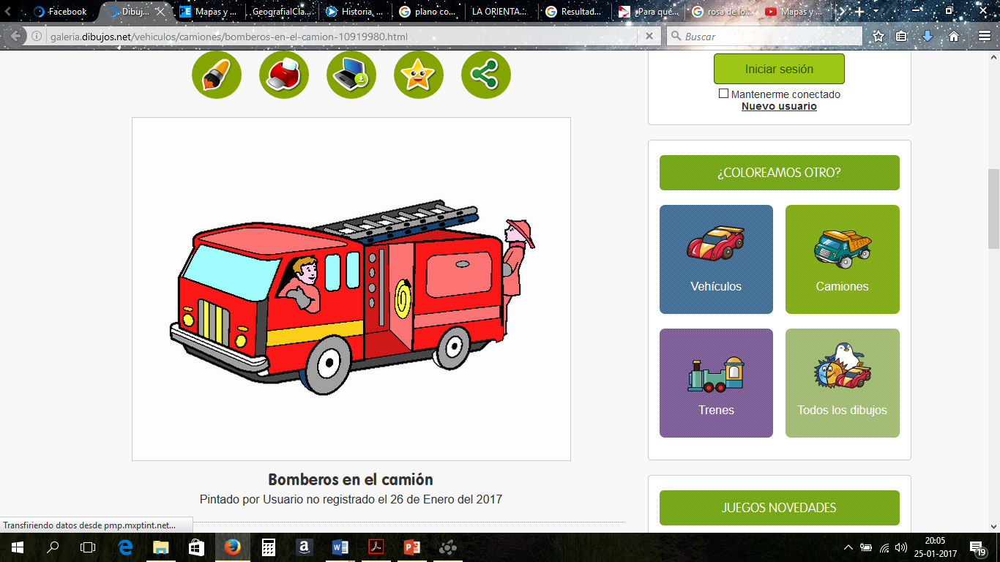 Facebook
Dibuj...
Mapas y ...
GeografialCla...
Historia, ...
plano co...
LA ORIENTA...
Resultad...
¿Para qué...
rosa de lo...
Mapas y ...
galeria.dibujos.net/vehiculos/camiones/bomberos-en-el-camion-10919980.html
Buscar
Iniciar sesión
Mantenerme conectado
Nuevo usuario
¿COLOREAMOS OTRO?
Vehículos
Camiones
Trenes
Todos los dibujos
Bomberos en el camión
Pintado por Usuario no registrado el 26 de Enero del 2017
JUEGOS NOVEDADES
Transfiriendo datos desde pmp.mxptint.net...
20:05
25-01-2017
19